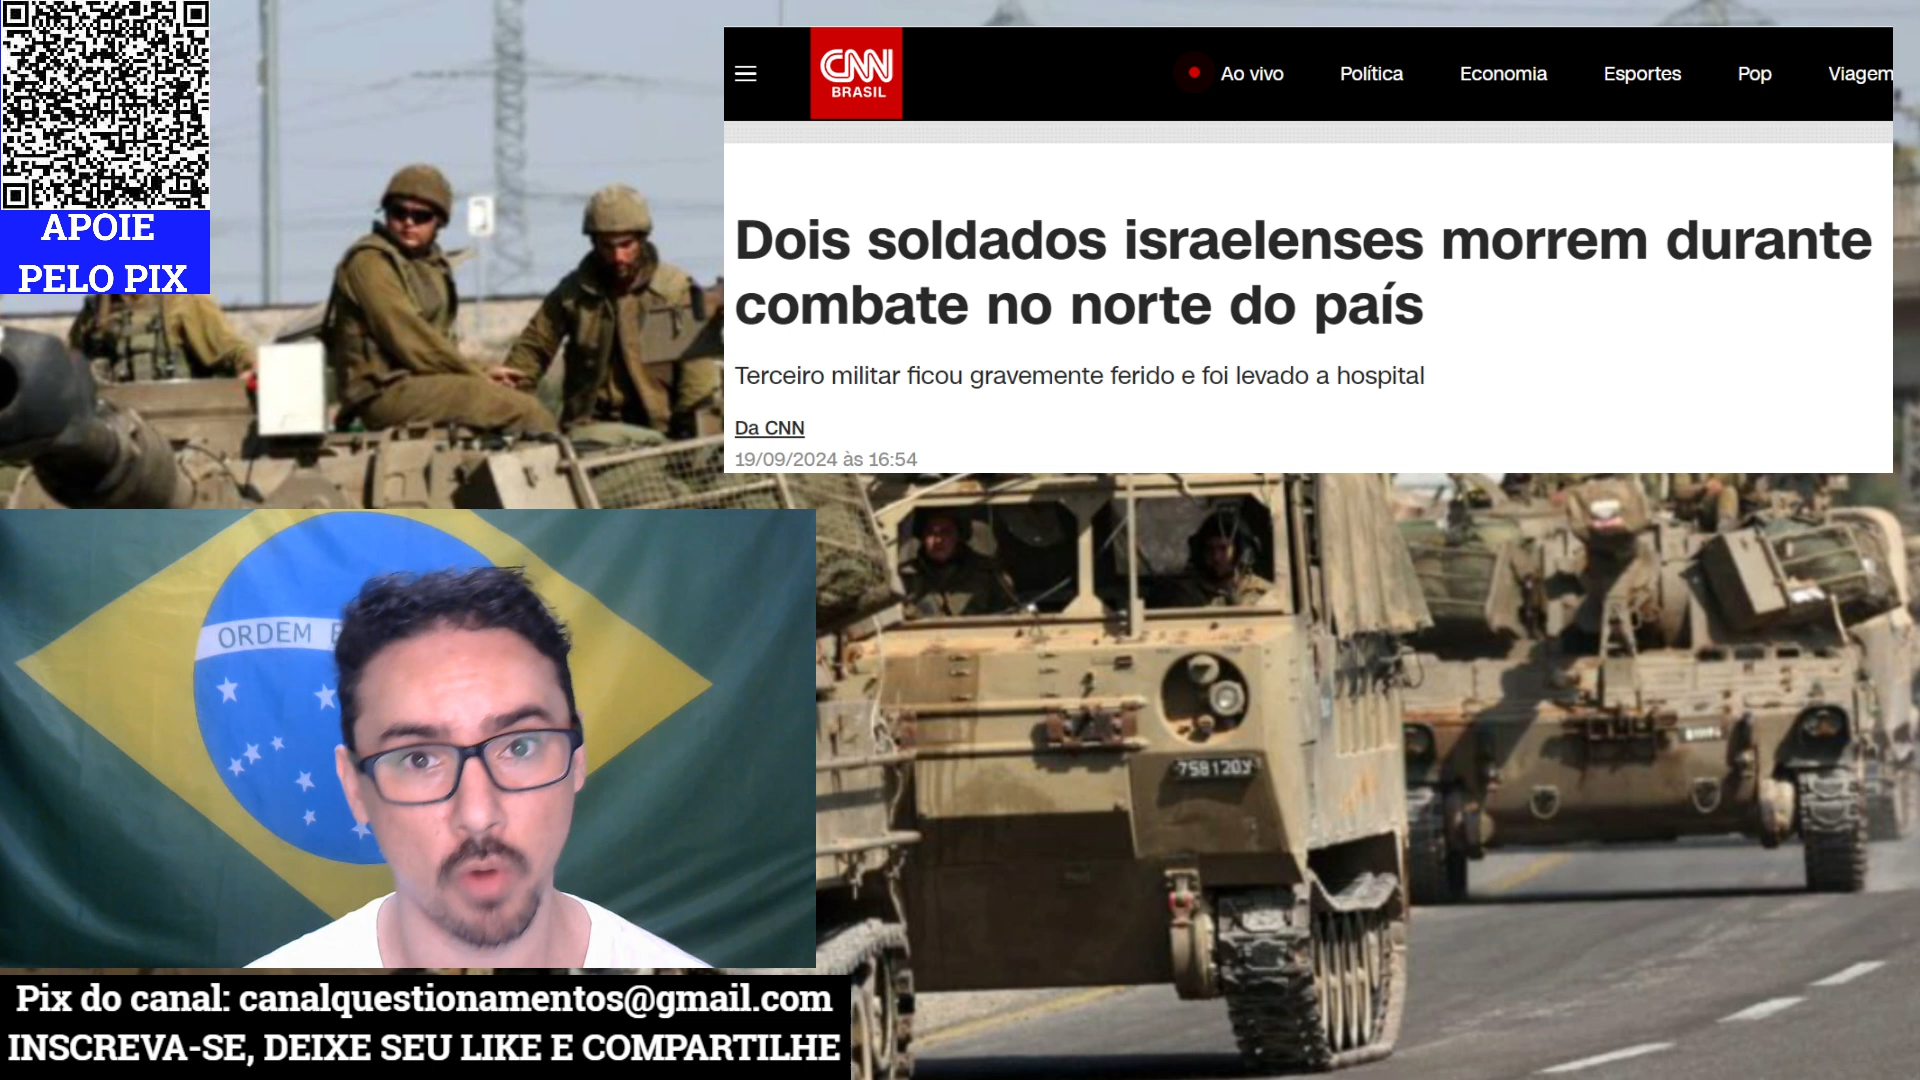 APOIE
PELO PIX
CNN
BRASIL
Ao vivo
Política
Economia
Esportes
Pop
Viagem
Dois soldados israelenses morrem durante
combate no norte do país
Terceiro militar ficou gravemente ferido e foi levado a hospital
Da CNN
19/09/2024 às 16:54
ORDEM E
7581203
Pix do canal: canalquestionamentos@gmail.com
INSCREVA-SE, DEIXE SEU LIKE E COMPARTILHE